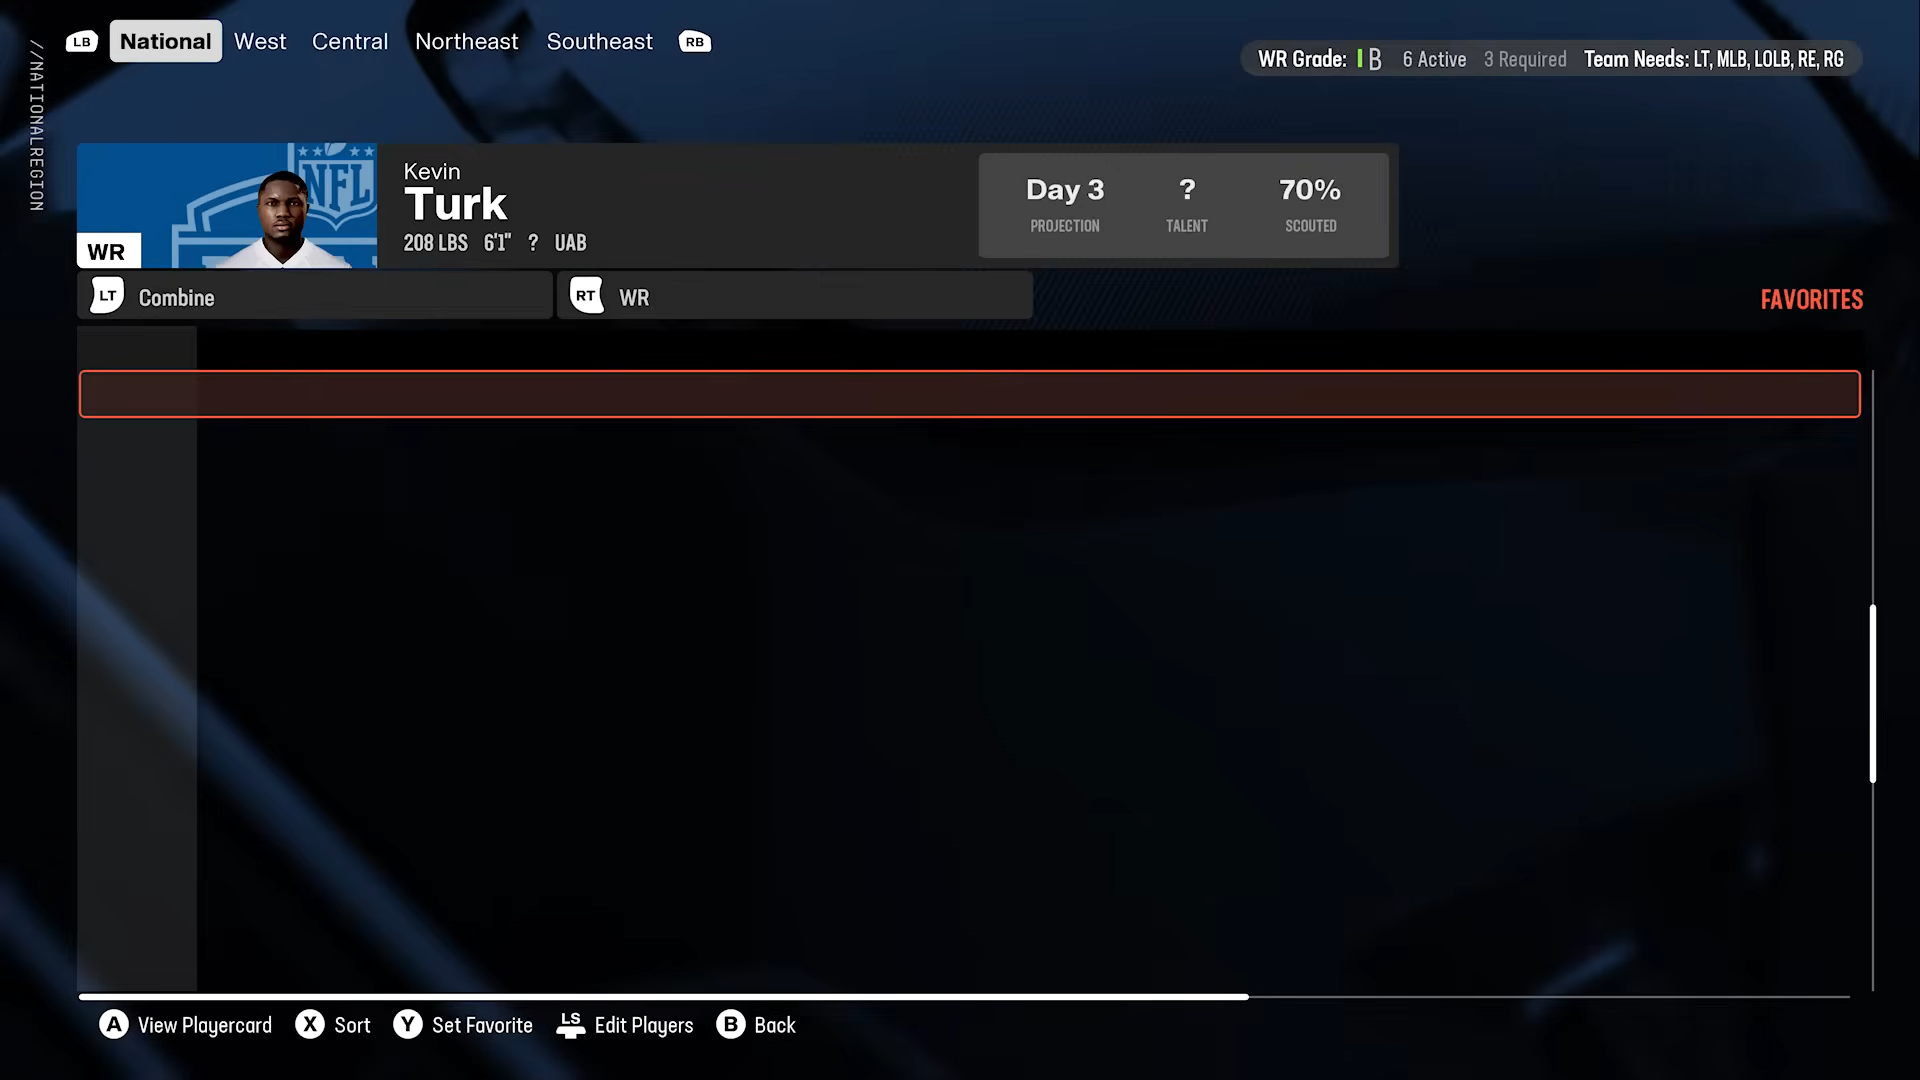 LB National West Central Northeast Southeast RB
WR Grade: B 6 Active 3 Required Team Needs: LT, MLB, LOLB, RE, RG
//NATIONALREGION
NFL
WR
Kevin
Turk
208 LBS 6'1" ? UAB
Day 3 ? 70%
PROJECTION TALENT SCOUTED
LT Combine RT WR
FAVORITES
A View Playercard X Sort Y Set Favorite LS Edit Players B Back